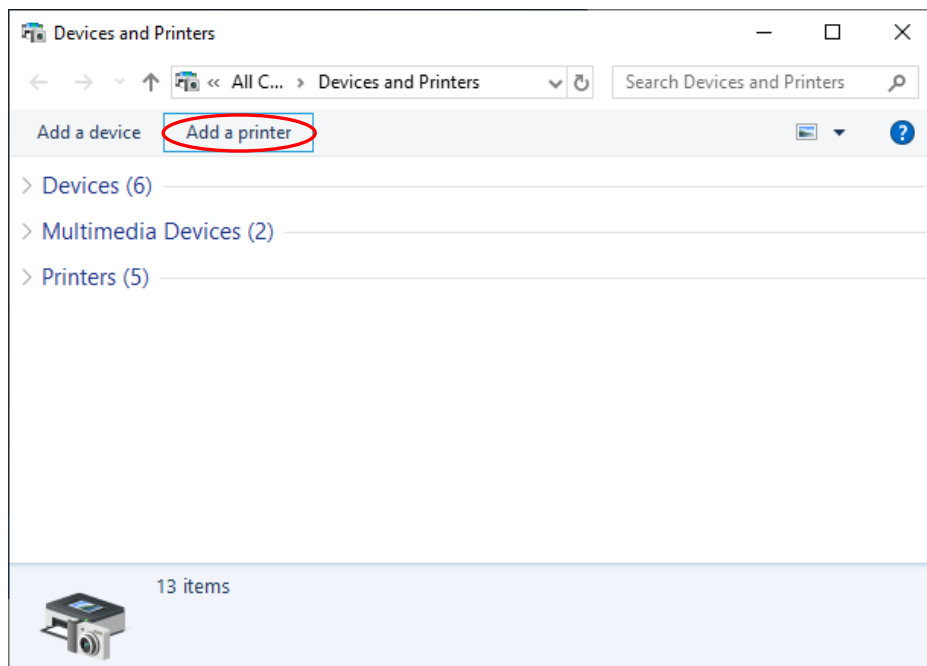 Devices and Printers
« All C... › Devices and Printers Search Devices and Printers
Add a device Add a printer ?
Devices (6)
Multimedia Devices (2)
Printers (5)
13 items